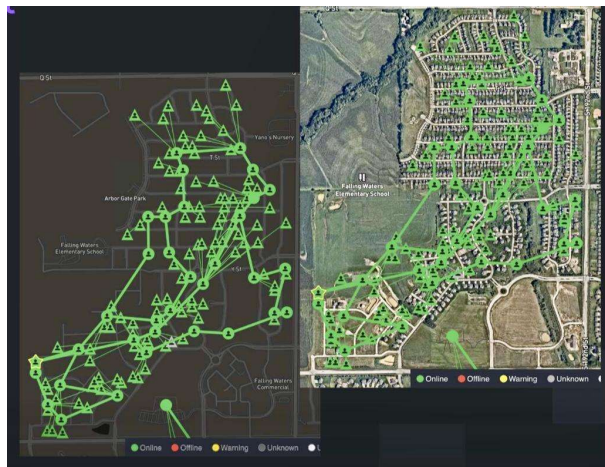 Q St
Yano's Nursery
T St
Arbor Gate Park
Falling Waters
Elementary School
Falling Waters
Commercial
Online Offline Warning Unknown
Falling Waters
Elementary School
Online Offline Warning Unknown